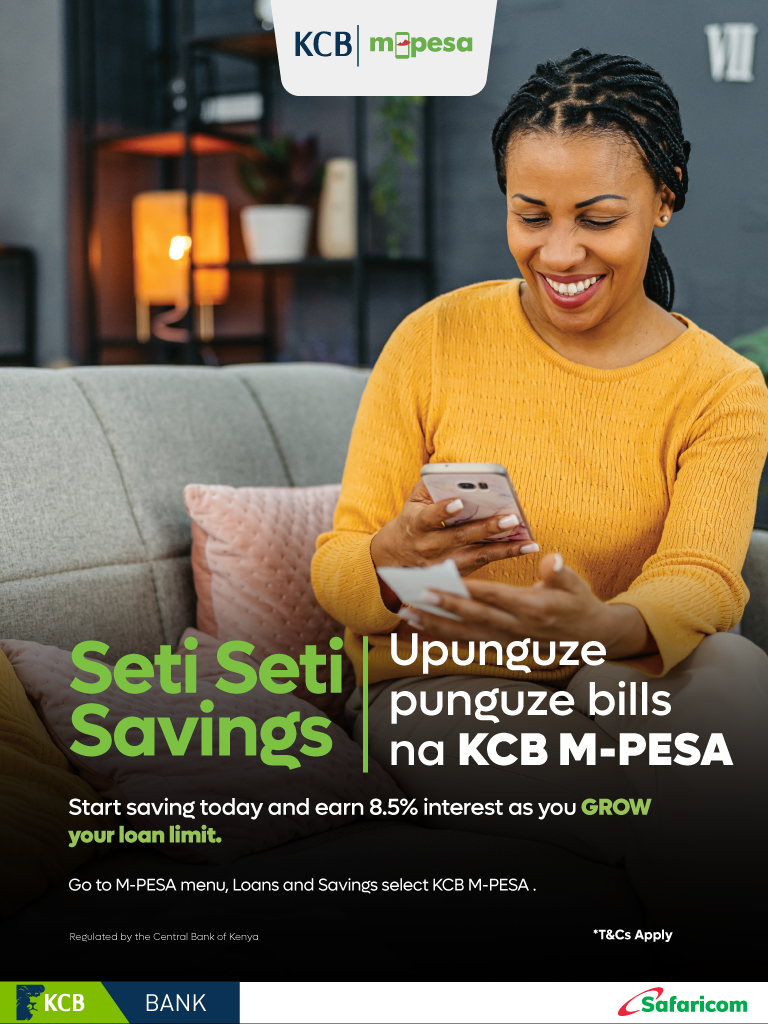 KCB m-pesa
VII
Seti Seti
Savings
Upunguze
punguze bills
na KCB M-PESA
Start saving today and earn 8.5% interest as you GROW
your loan limit.
Go to M-PESA menu, Loans and Savings select KCB M-PESA .
Regulated by the Central Bank of Kenya
*T&Cs Apply
KCB BANK
Safaricom